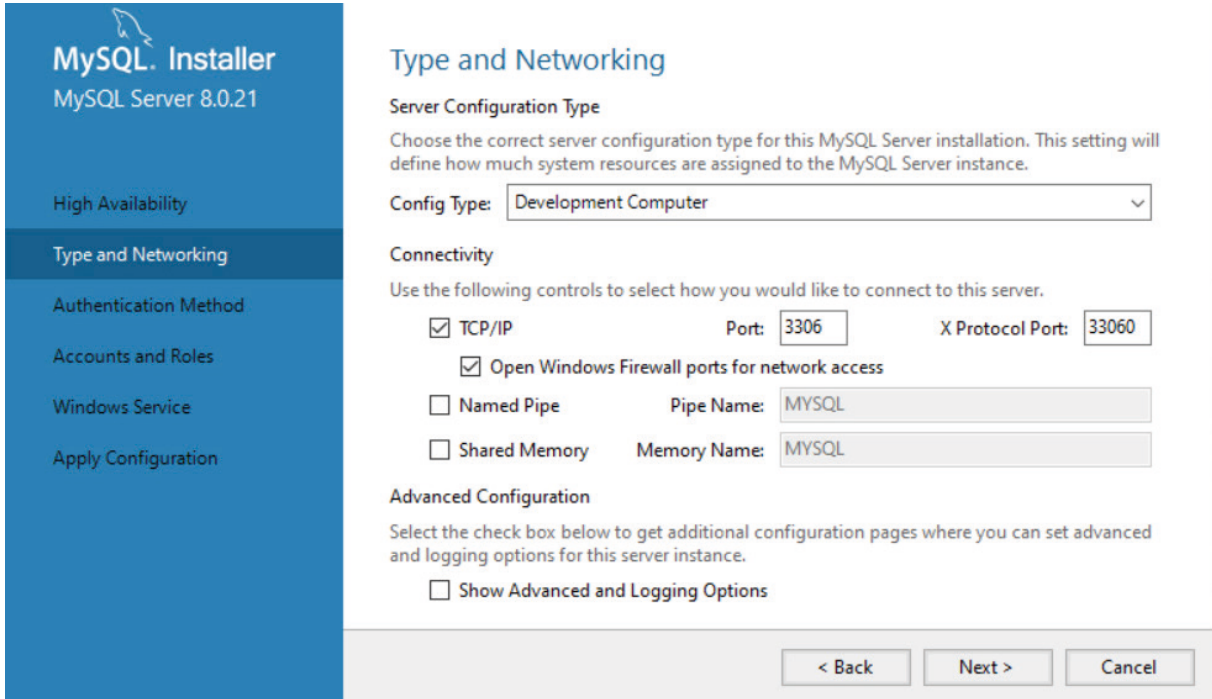 MySQL. Installer
MySQL Server 8.0.21
High Availability
Type and Networking
Authentication Method
Accounts and Roles
Windows Service
Apply Configuration
Type and Networking
Server Configuration Type
Choose the correct server configuration type for this MySQL Server installation. This setting will
define how much system resources are assigned to the MySQL Server instance.
Config Type: Development Computer
Connectivity
Use the following controls to select how you would like to connect to this server.
TCP/IP Port: 3306 X Protocol Port: 33060
Open Windows Firewall ports for network access
Named Pipe Pipe Name: MYSQL
Shared Memory Memory Name: MYSQL
Advanced Configuration
Select the check box below to get additional configuration pages where you can set advanced
and logging options for this server instance.
Show Advanced and Logging Options
< Back Next > Cancel